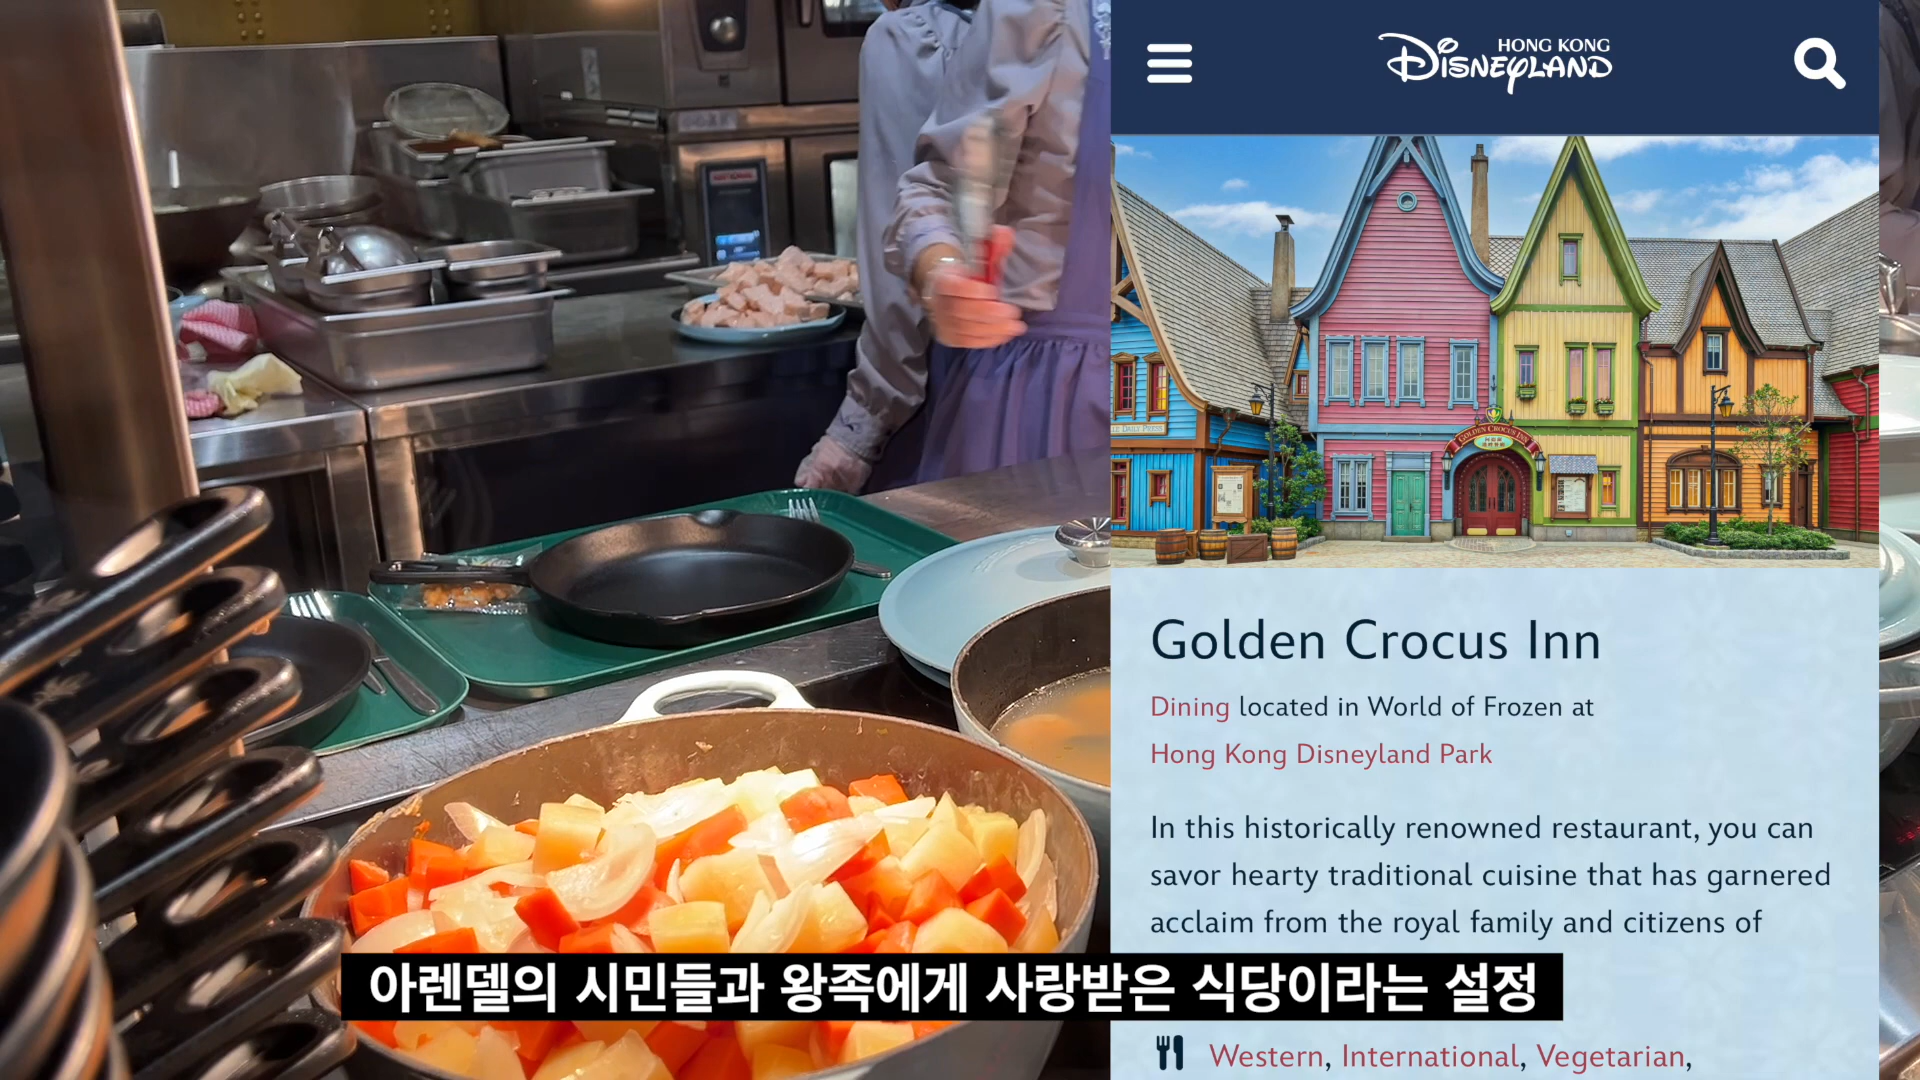 HONG KONG
DISNEYLAND
GOLDEN CROCUS INN
Golden Crocus Inn
Dining located in World of Frozen at
Hong Kong Disneyland Park
In this historically renowned restaurant, you can
savor hearty traditional cuisine that has garnered
acclaim from the royal family and citizens of
아렌델의 시민들과 왕족에게 사랑받은 식당이라는 설정
Western, International, Vegetarian,